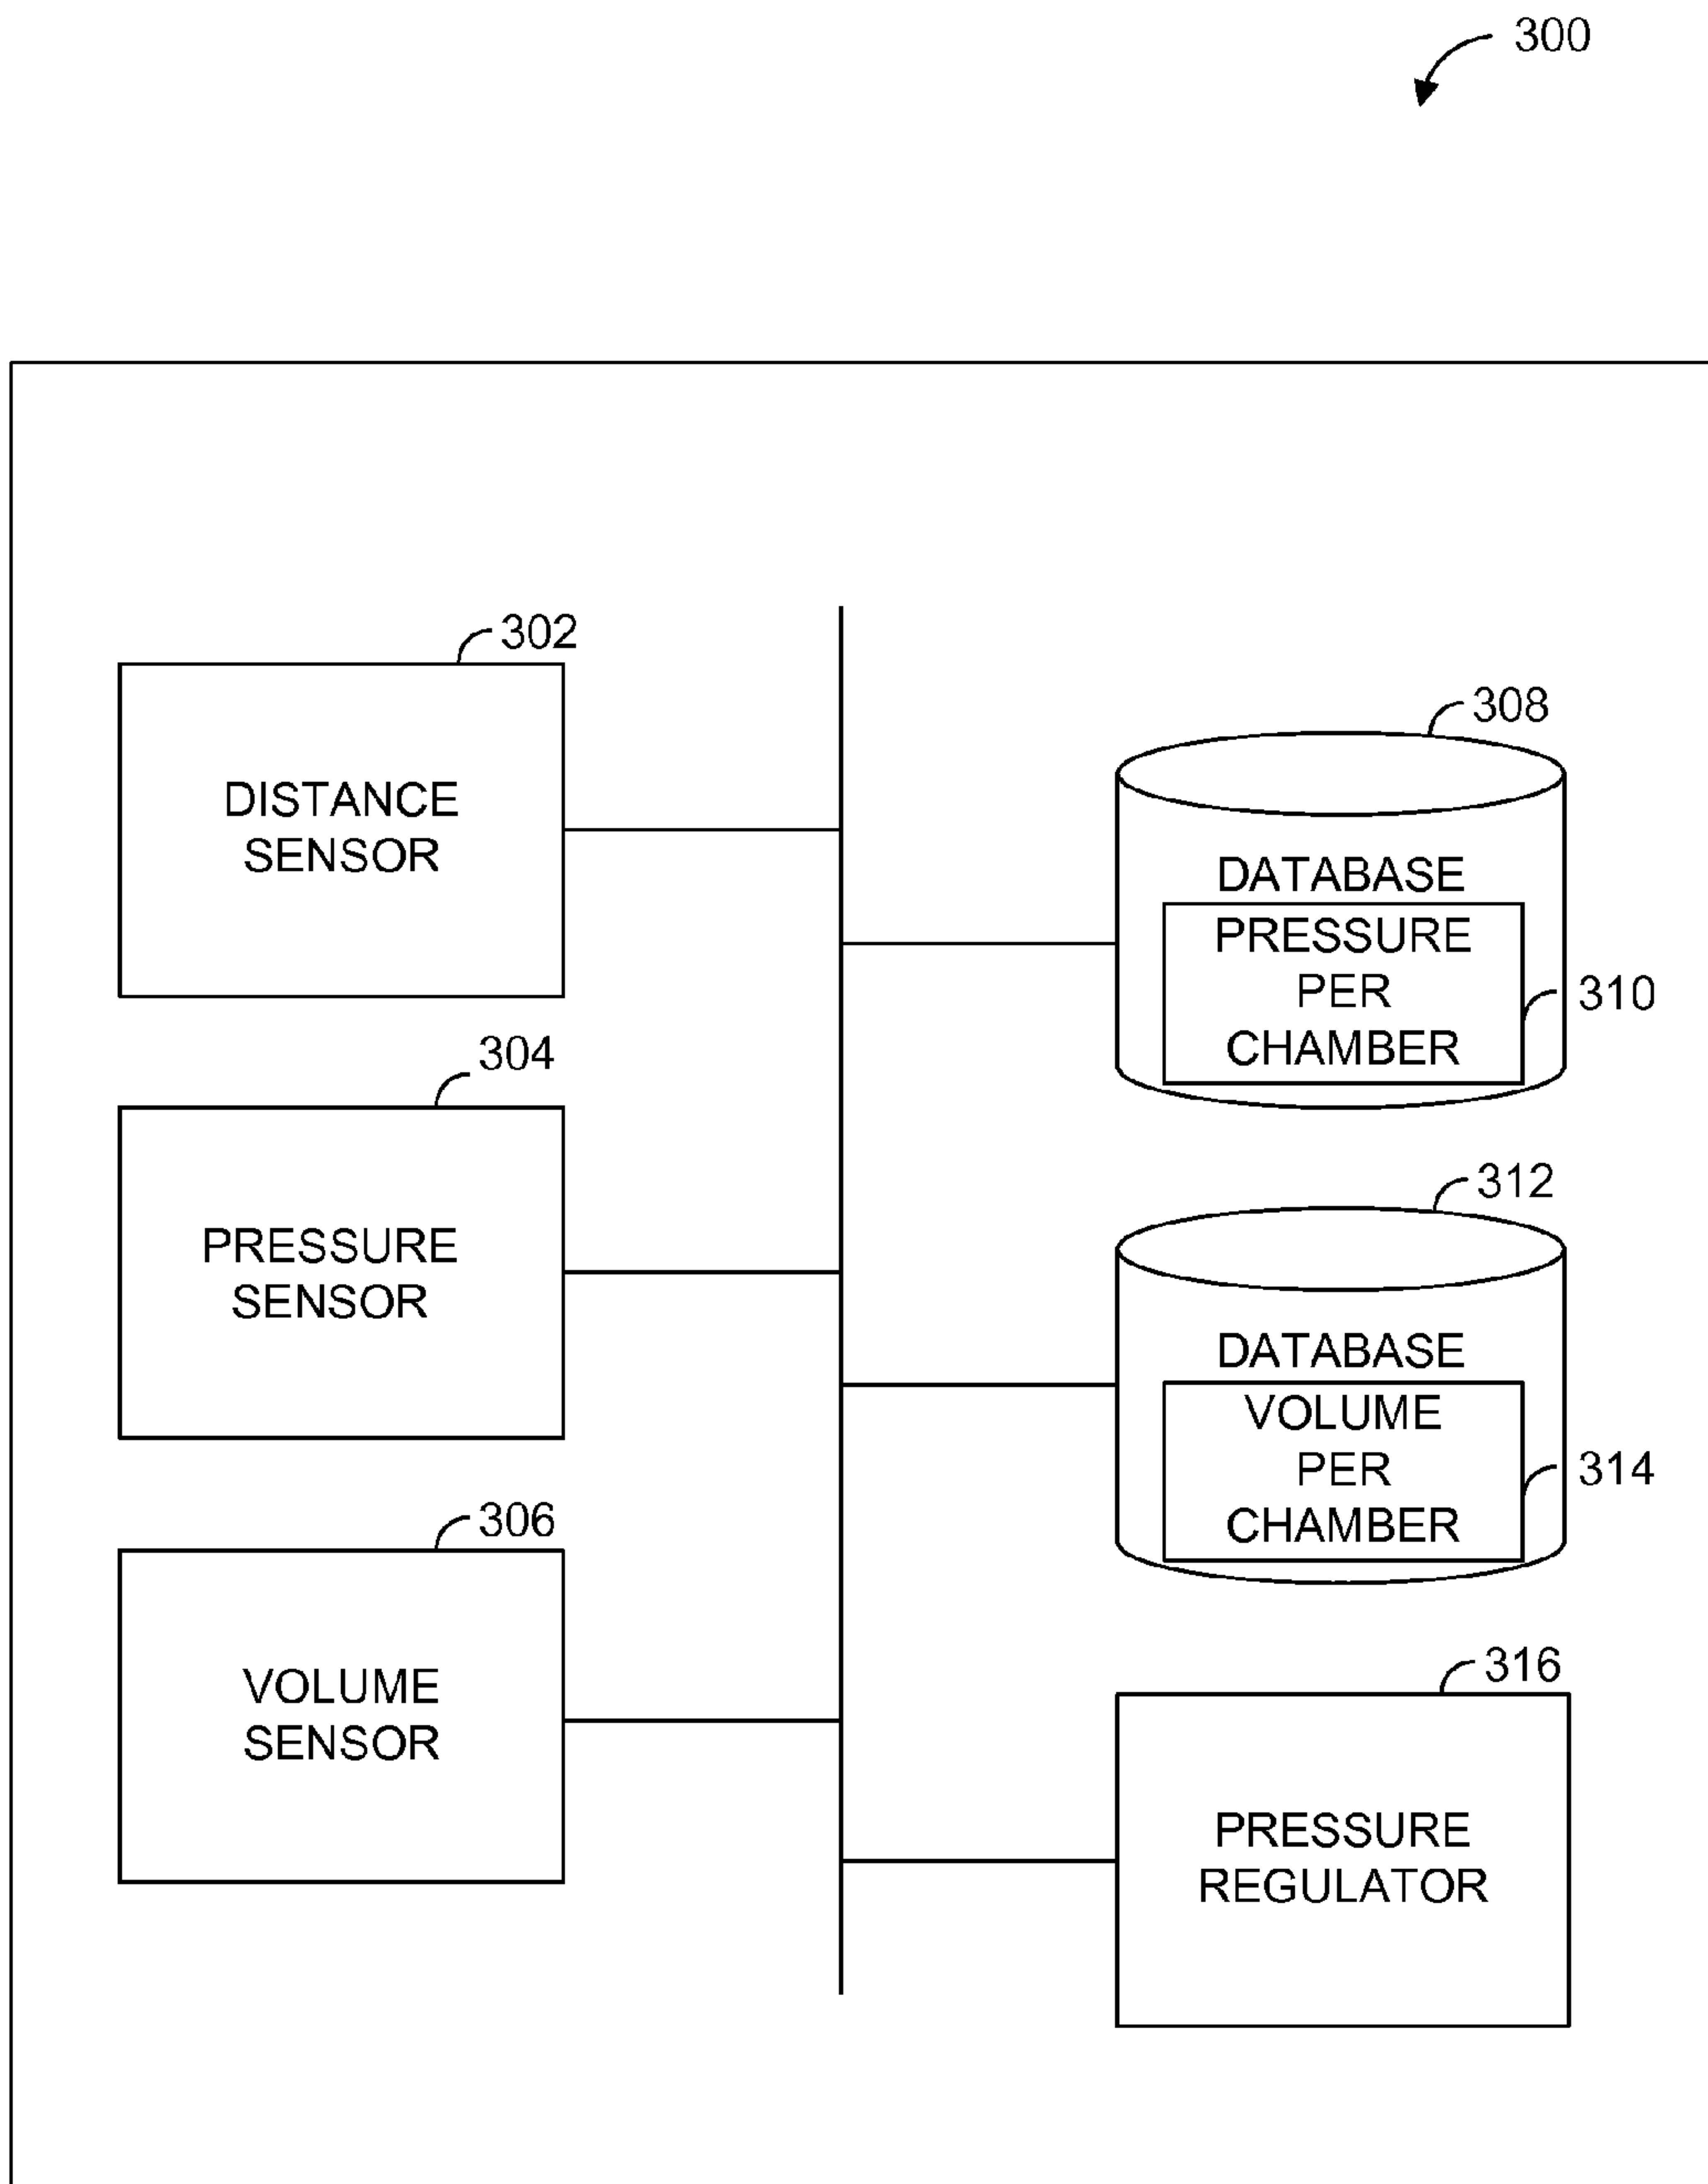 300
302
DISTANCE
SENSOR
304
PRESSURE
SENSOR
306
VOLUME
SENSOR
308
DATABASE
PRESSURE
PER
CHAMBER
310
312
DATABASE
VOLUME
PER
CHAMBER
314
316
PRESSURE
REGULATOR